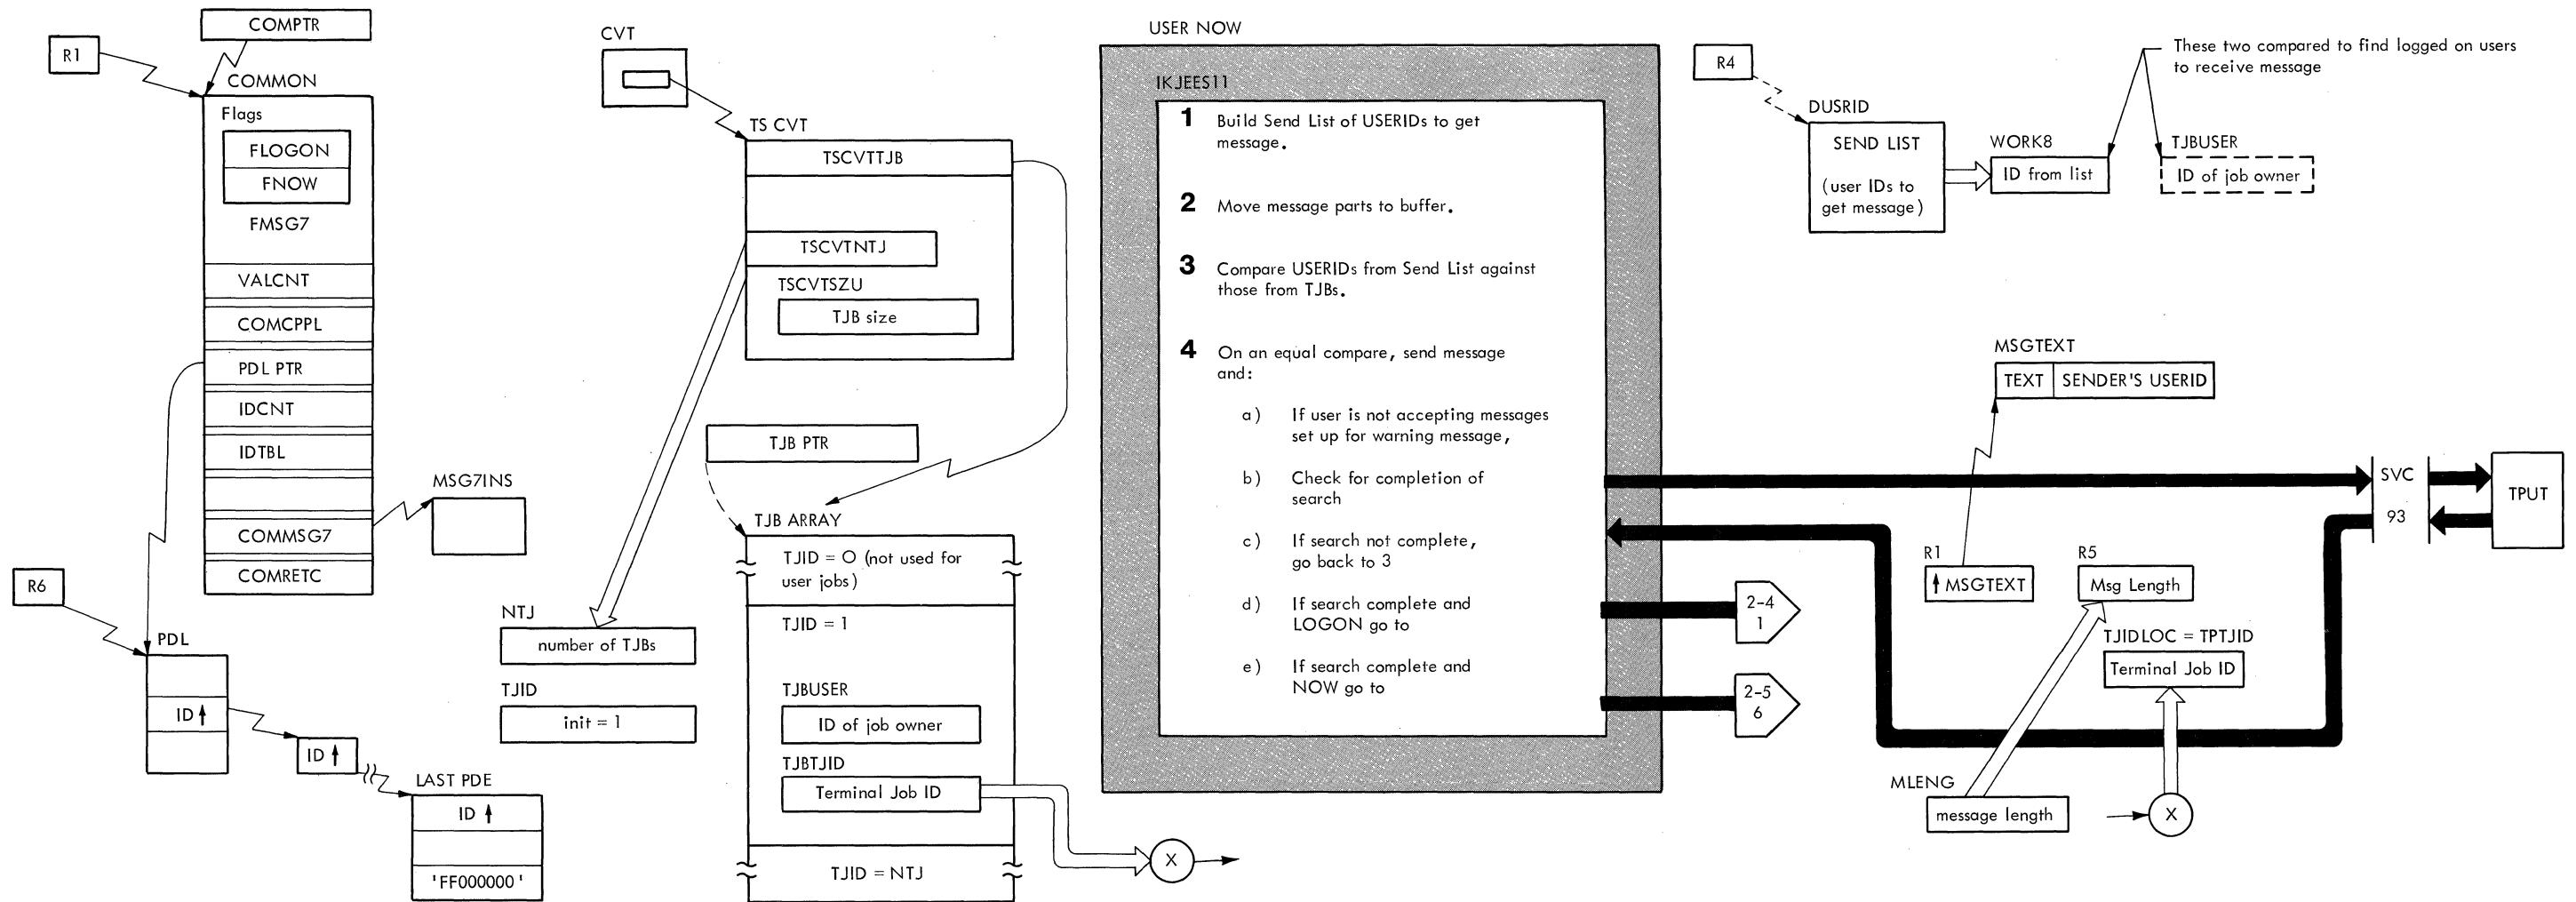 COMPTR
R1
COMMON
Flags
FLOGON
FNOW
FMSG7
VALCNT
COMCPPL
PDL PTR
IDCNT
IDTBL
COMMSG7
COMRETC
MSG7INS
R6
PDL
ID↑
ID↑
LAST PDE
ID↑
'FF000000'
CVT
TS CVT
TSCVTTJB
TSCVTNTJ
TSCVTSZU
TJB size
TJB PTR
TJB ARRAY
TJID = O (not used for
user jobs)
TJID = 1
TJBUSER
ID of job owner
TJBTJID
Terminal Job ID
TJID = NTJ
NTJ
number of TJBs
TJID
init = 1
X
USER NOW
IKJEES11
1 Build Send List of USERIDs to get
message.
2 Move message parts to buffer.
3 Compare USERIDs from Send List against
those from TJBs.
4 On an equal compare, send message
and:
a) If user is not accepting messages
set up for warning message,
b) Check for completion of
search
c) If search not complete,
go back to 3
d) If search complete and
LOGON go to
e) If search complete and
NOW go to
2-4
1
2-5
6
R4
DUSRID
SEND LIST
(user IDs to
get message)
WORK8
ID from list
These two compared to find logged on users
to receive message
TJBUSER
ID of job owner
MSGTEXT
TEXT SENDER'S USERID
R1
↑MSGTEXT
R5
Msg Length
TJIDLOC = TPTJID
Terminal Job ID
MLENG
message length
X
SVC
93
TPUT